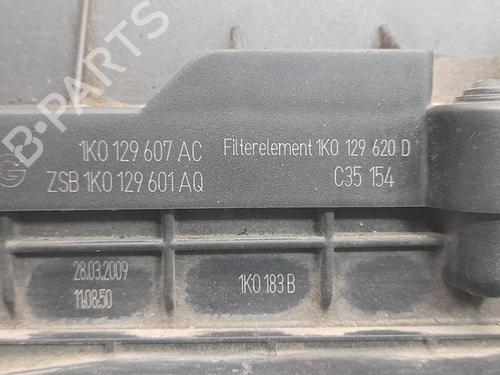 B-PARTS
1K0 129 607 AC
Filterelement 1K0 129 620 D
ZSB 1K0 129 601 AQ
C35 154
28.03.2009
11:08:50
1K0 183 B